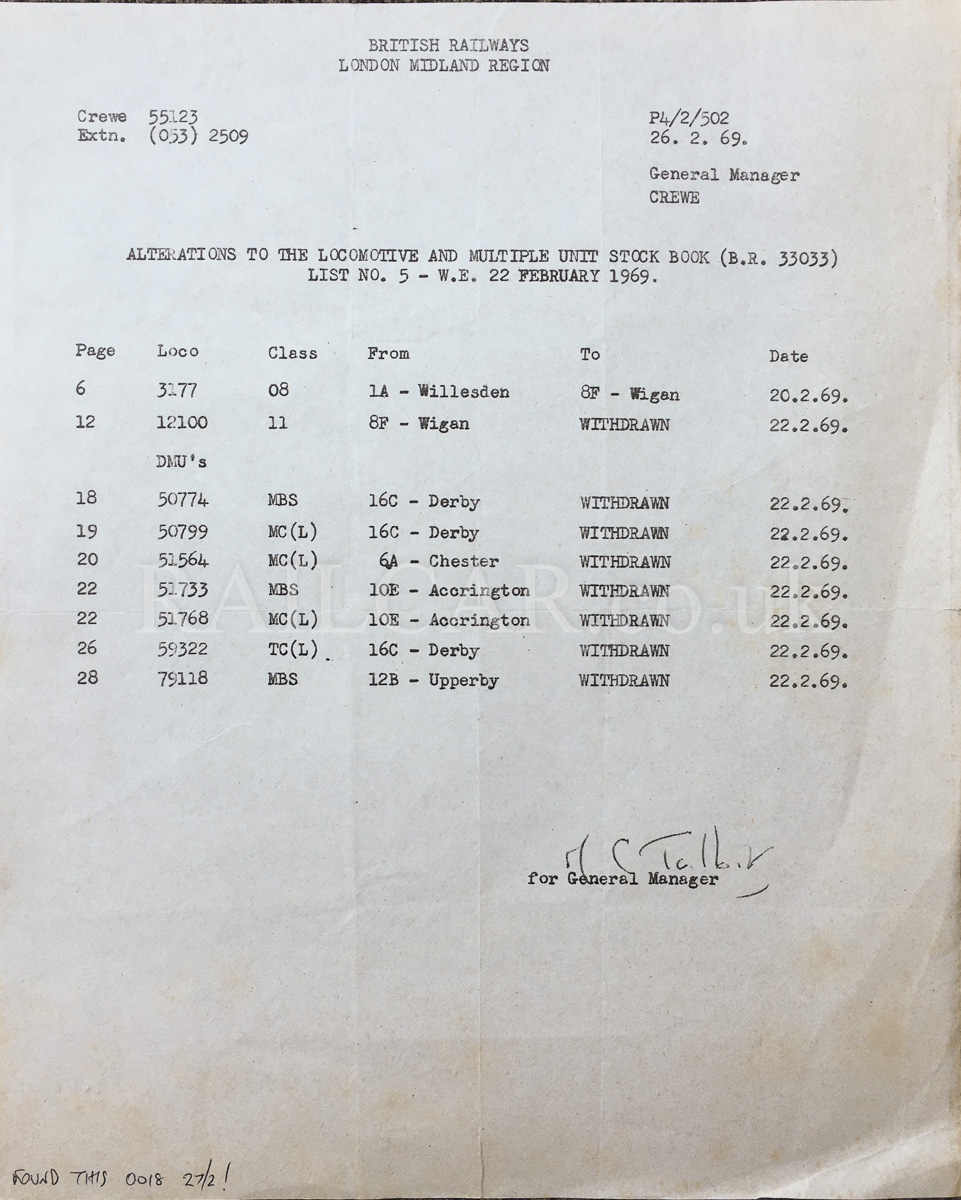 BRITISH RAILWAYS
LONDON MIDLAND REGION
Crewe 55123 P4/2/502
Extn. (053) 2509 26. 2. 69.
General Manager
CREWE
ALTERATIONS TO THE LOCOMOTIVE AND MULTIPLE UNIT STOCK BOOK (B.R. 33033)
LIST NO. 5 - W.E. 22 FEBRUARY 1969.
Page Loco Class From To Date
6 3177 08 1A - Willesden 8F - Wigan 20.2.69.
12 12100 11 8F - Wigan WITHDRAWN 22.2.69.
DMU's
18 50774 MBS 16C - Derby WITHDRAWN 22.2.69.
19 50799 MC(L) 16C - Derby WITHDRAWN 22.2.69.
20 51564 MC(L) 6A - Chester WITHDRAWN 22.2.69.
22 51733 MBS 10E - Accrington WITHDRAWN 22.2.69.
RAILCAR.co.uk
22 51768 MC(L) 10E - Accrington WITHDRAWN 22.2.69.
26 59322 TC(L) 16C - Derby WITHDRAWN 22.2.69.
28 79118 MBS 12B - Upperby WITHDRAWN 22.2.69.
C Talbot
for General Manager
FOUND THIS 0018 27/2!